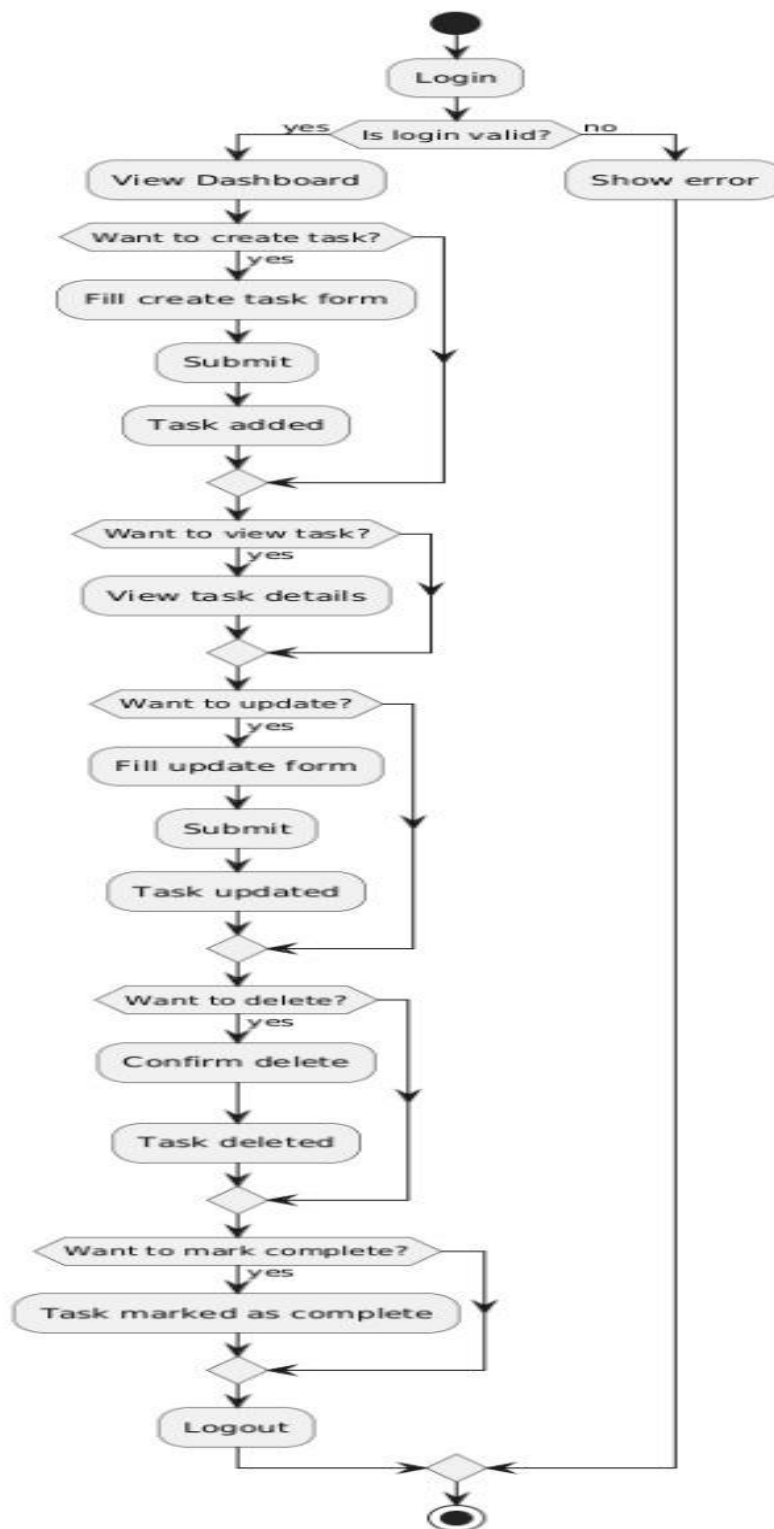 Login
yes
Is login valid?
no
View Dashboard
Show error
Want to create task?
yes
Fill create task form
Submit
Task added
Want to view task?
yes
View task details
Want to update?
yes
Fill update form
Submit
Task updated
Want to delete?
yes
Confirm delete
Task deleted
Want to mark complete?
yes
Task marked as complete
Logout